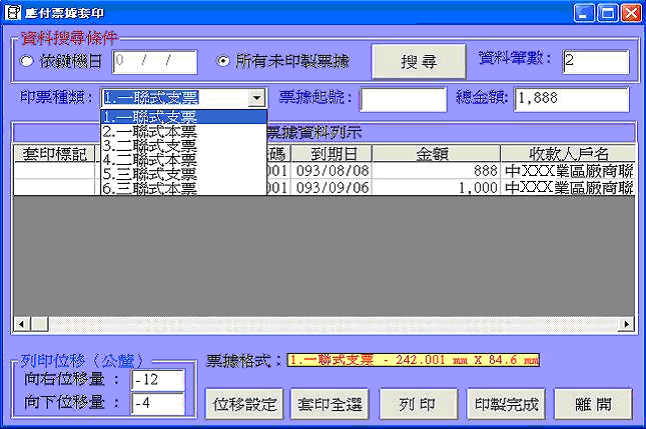 應付票據套印
資料搜尋條件
依鍵機日 0 / / 所有未印製票據 搜尋 資料筆數: 2
印票種類: 1.一聯式支票 票據起號: 總金額: 1,888
1.一聯式支票
2.一聯式本票
3.二聯式支票
4.二聯式本票
5.三聯式支票
6.三聯式本票
票據資料列示
套印標記 碼 到期日 金額 收款人戶名
001 093/08/08 888 中XXX業區廠商聯
001 093/09/06 1,000 中XXX業區廠商聯
列印位移（公釐）
向右位移量： -12
向下位移量： -4
票據格式： 1.一聯式支票 - 242.001 mm X 84.6 mm
位移設定 套印全選 列印 印製完成 離開